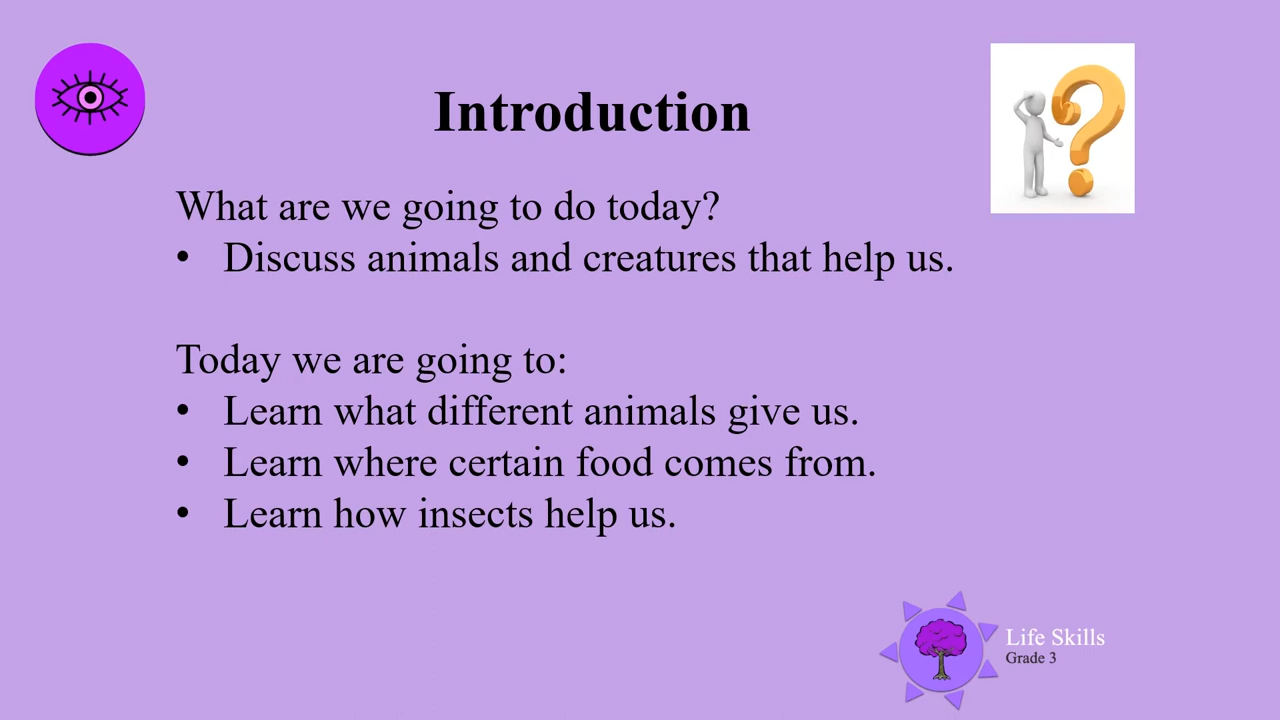 Introduction
What are we going to do today?
• Discuss animals and creatures that help us.
Today we are going to:
• Learn what different animals give us.
• Learn where certain food comes from.
• Learn how insects help us.
Life Skills
Grade 3